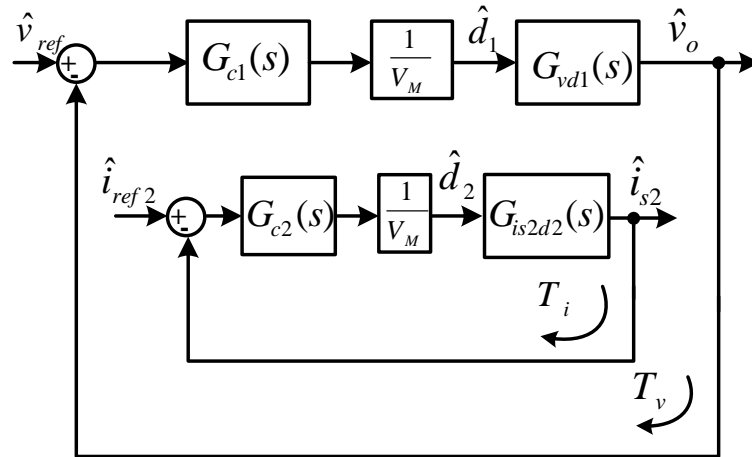 v̂_ref + - G_c1(s) 1/V_M d̂_1 G_vd1(s) v̂_o
î_ref2 + - G_c2(s) 1/V_M d̂_2 G_is2d2(s) î_s2
T_i
T_v